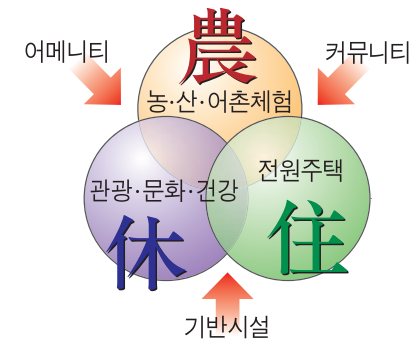 農
어메니티
커뮤니티
농·산·어촌체험
전원주택
관광·문화·건강
住
休
기반시설